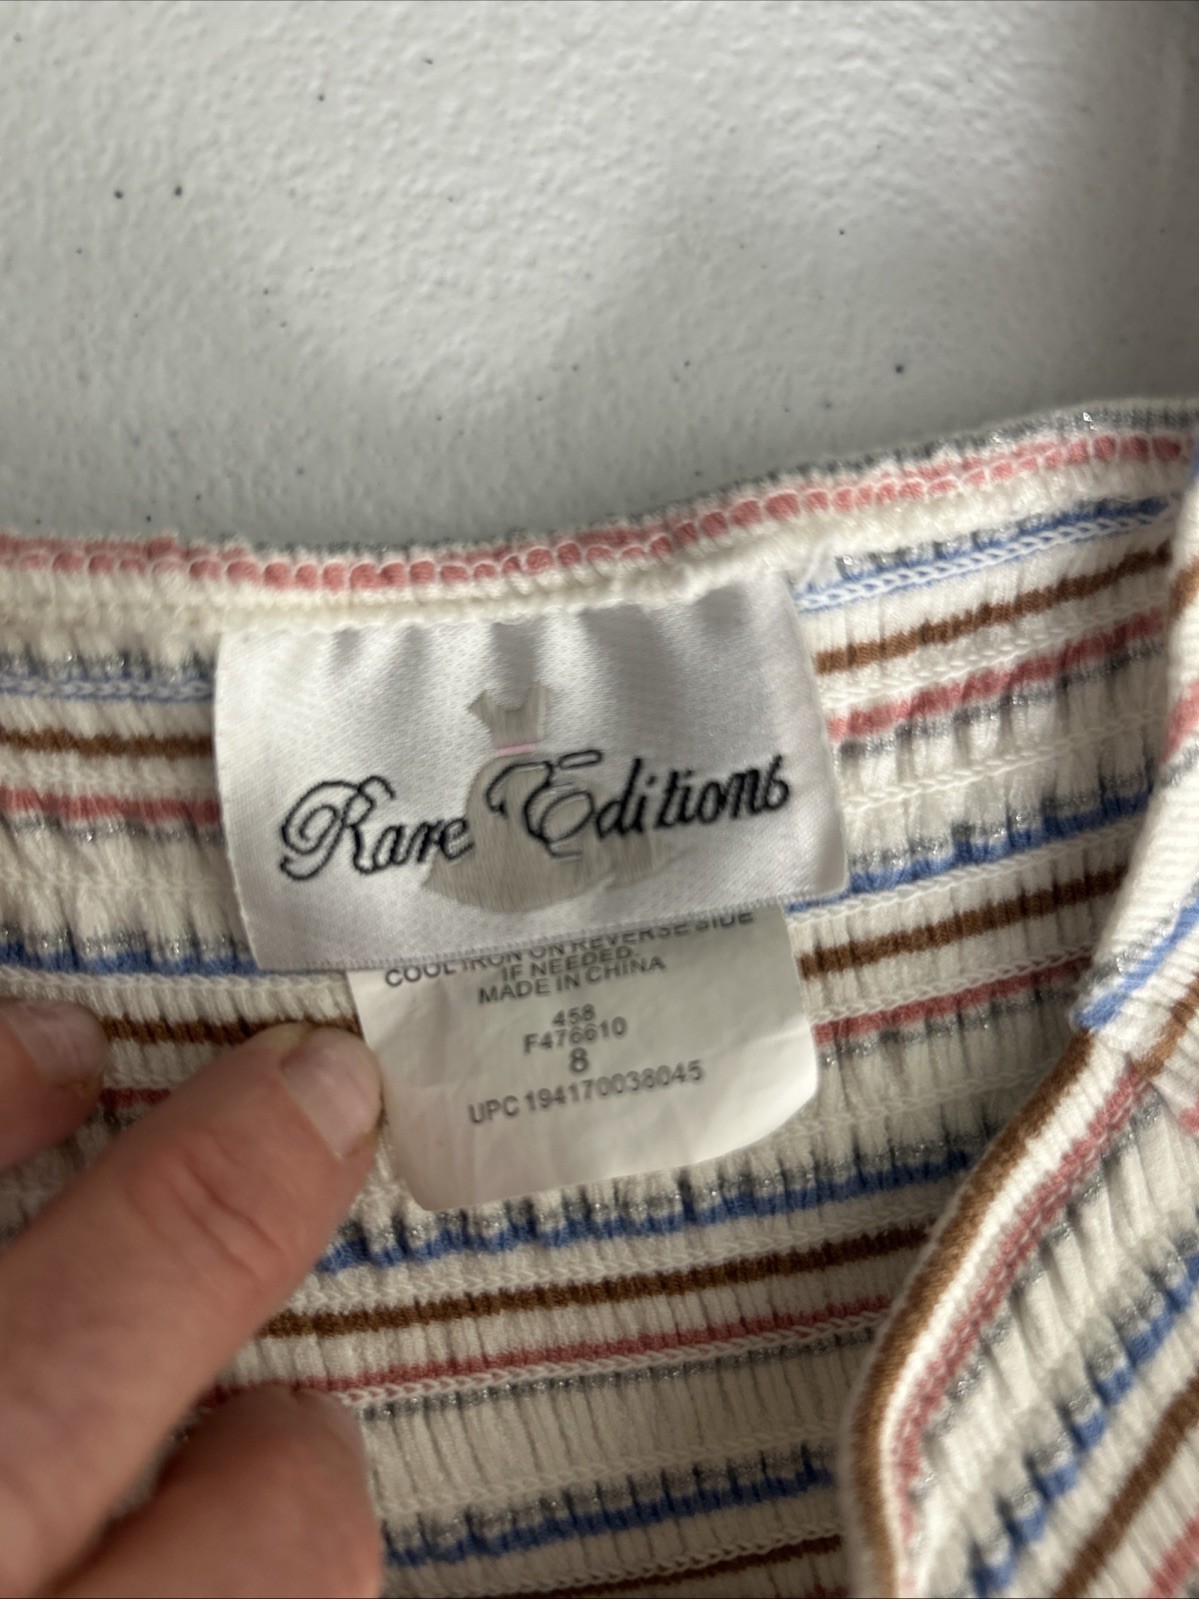 Rare Editions
COOL IRON ON REVERSE SIDE
IF NEEDED.
MADE IN CHINA
458
F476610
8
UPC 194170038045